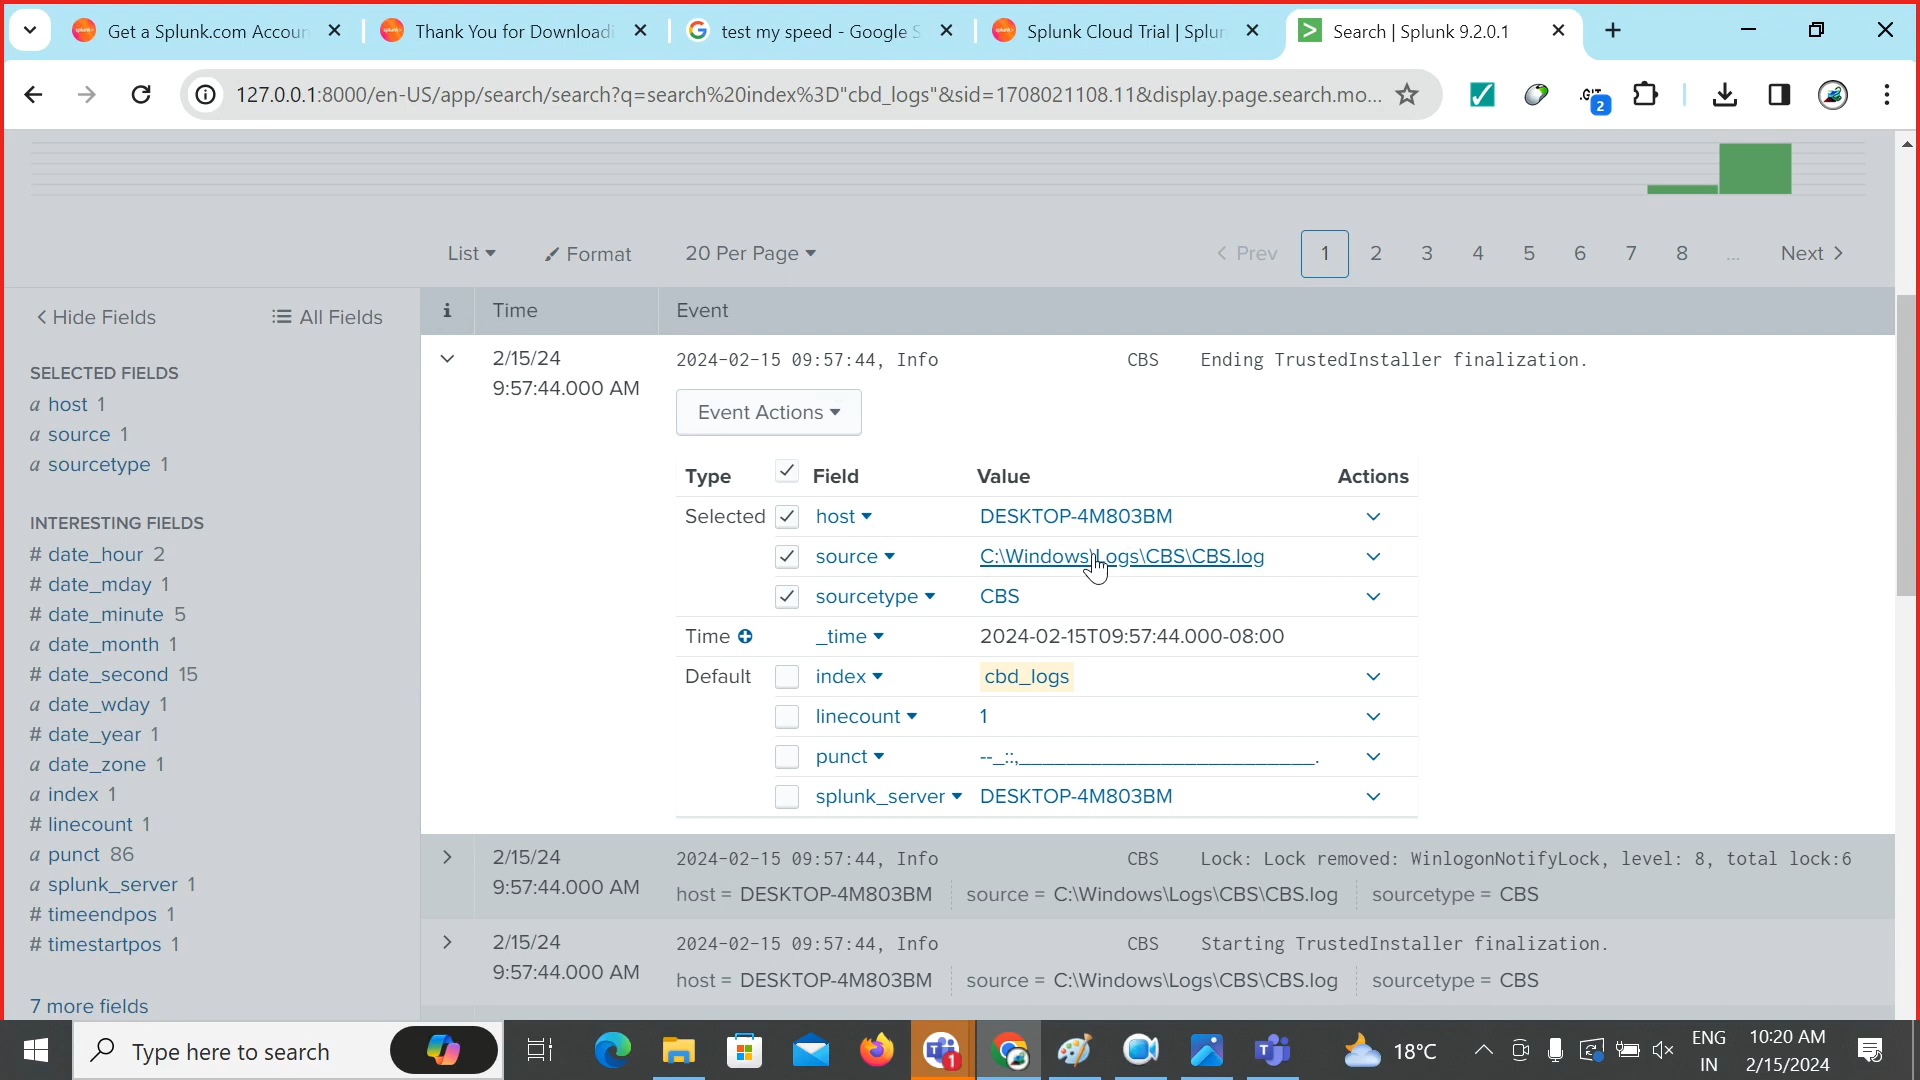 Get a Splunk.com Accoun
Thank You for Downloadi
test my speed - Google S
Splunk Cloud Trial | Splun
Search | Splunk 9.2.0.1
127.0.0.1:8000/en-US/app/search/search?q=search%20index%3D"cbd_logs"&sid=1708021108.11&display.page.search.mo...
.GIT 2
List Format 20 Per Page Prev 1 2 3 4 5 6 7 8 ... Next
Hide Fields All Fields
SELECTED FIELDS
a host 1
a source 1
a sourcetype 1
INTERESTING FIELDS
# date_hour 2
# date_mday 1
# date_minute 5
a date_month 1
# date_second 15
a date_wday 1
# date_year 1
a date_zone 1
a index 1
# linecount 1
a punct 86
a splunk_server 1
# timeendpos 1
# timestartpos 1
7 more fields
i Time Event
2/15/24
9:57:44.000 AM
2024-02-15 09:57:44, Info CBS Ending TrustedInstaller finalization.
Event Actions
Type Field Value Actions
Selected host DESKTOP-4M803BM
source C:\Windows\Logs\CBS\CBS.log
sourcetype CBS
Time _time 2024-02-15T09:57:44.000-08:00
Default index cbd_logs
linecount 1
punct --_::,__________________________.
splunk_server DESKTOP-4M803BM
2/15/24
9:57:44.000 AM
2024-02-15 09:57:44, Info CBS Lock: Lock removed: WinlogonNotifyLock, level: 8, total lock:6
host = DESKTOP-4M803BM source = C:\Windows\Logs\CBS\CBS.log sourcetype = CBS
2/15/24
9:57:44.000 AM
2024-02-15 09:57:44, Info CBS Starting TrustedInstaller finalization.
host = DESKTOP-4M803BM source = C:\Windows\Logs\CBS\CBS.log sourcetype = CBS
Type here to search
1
18°C
ENG
IN
10:20 AM
2/15/2024